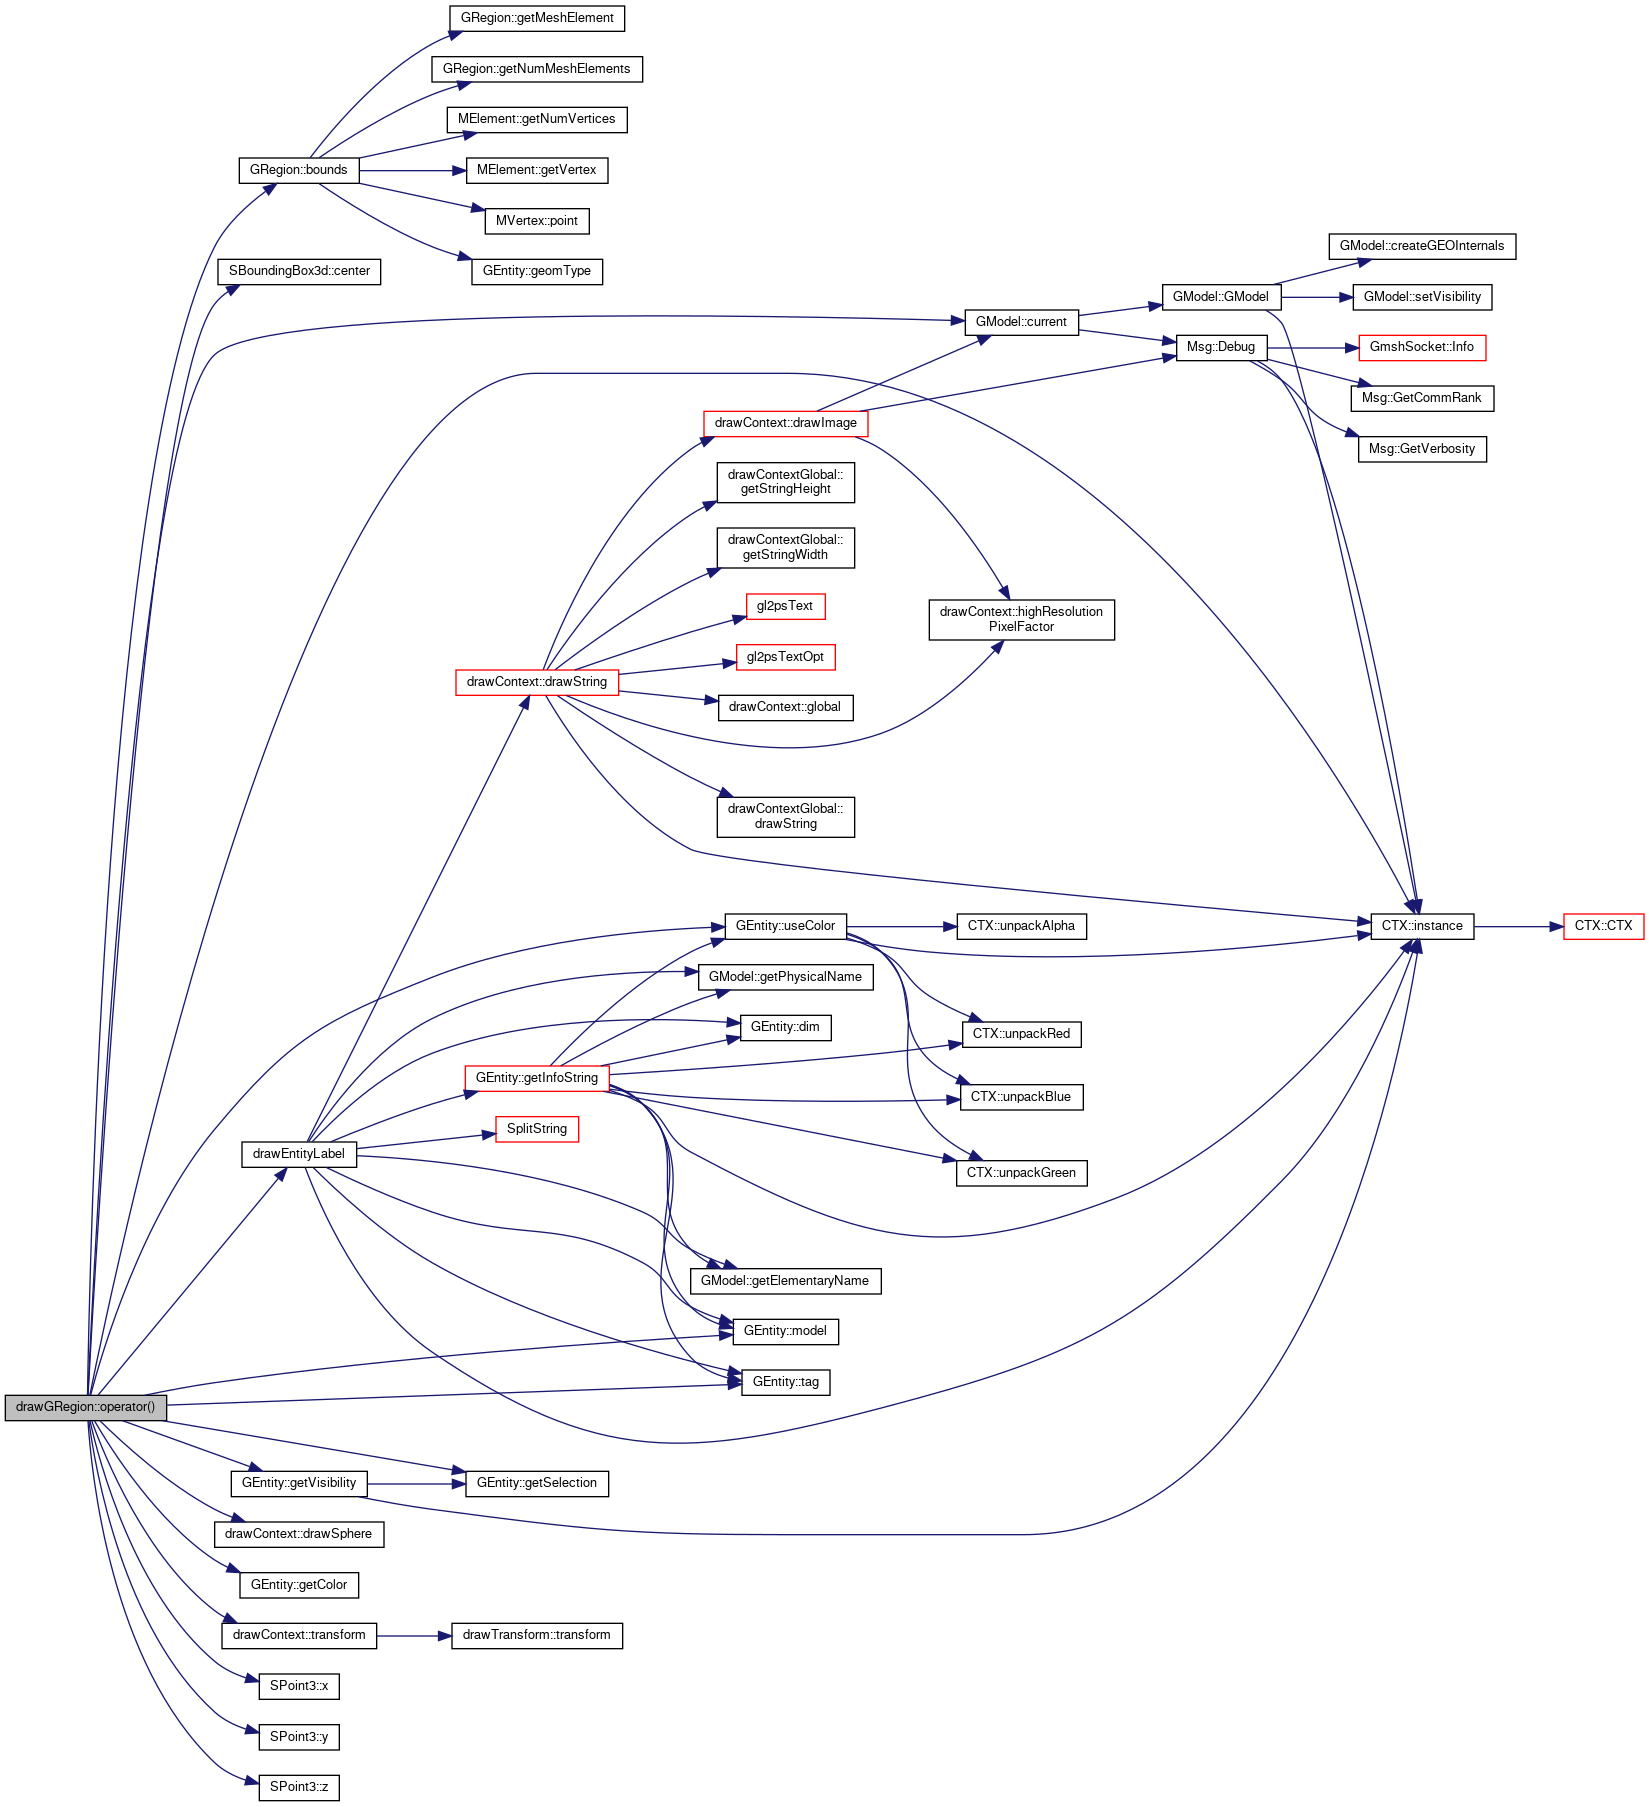 GRegion::getMeshElement
GRegion::getNumMeshElements
MElement::getNumVertices
GRegion::bounds
MElement::getVertex
MVertex::point
GEntity::geomType
SBoundingBox3d::center
GModel::createGEOInternals
GModel::GModel
GModel::setVisibility
GModel::current
Msg::Debug
GmshSocket::Info
Msg::GetCommRank
Msg::GetVerbosity
drawContext::drawImage
drawContextGlobal::
getStringHeight
drawContextGlobal::
getStringWidth
gl2psText
drawContext::highResolution
PixelFactor
gl2psTextOpt
drawContext::drawString
drawContext::global
drawContextGlobal::
drawString
GEntity::useColor
CTX::unpackAlpha
CTX::instance
CTX::CTX
GModel::getPhysicalName
GEntity::dim
CTX::unpackRed
GEntity::getInfoString
CTX::unpackBlue
SplitString
drawEntityLabel
CTX::unpackGreen
GModel::getElementaryName
GEntity::model
GEntity::tag
drawGRegion::operator()
GEntity::getVisibility
GEntity::getSelection
drawContext::drawSphere
GEntity::getColor
drawContext::transform
drawTransform::transform
SPoint3::x
SPoint3::y
SPoint3::z